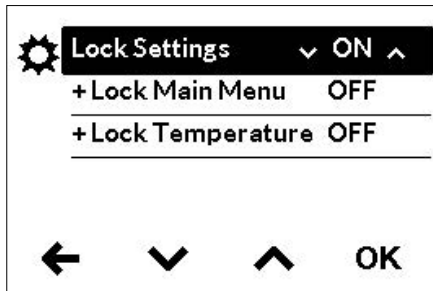 Lock Settings ON
+Lock Main Menu OFF
+Lock Temperature OFF
OK